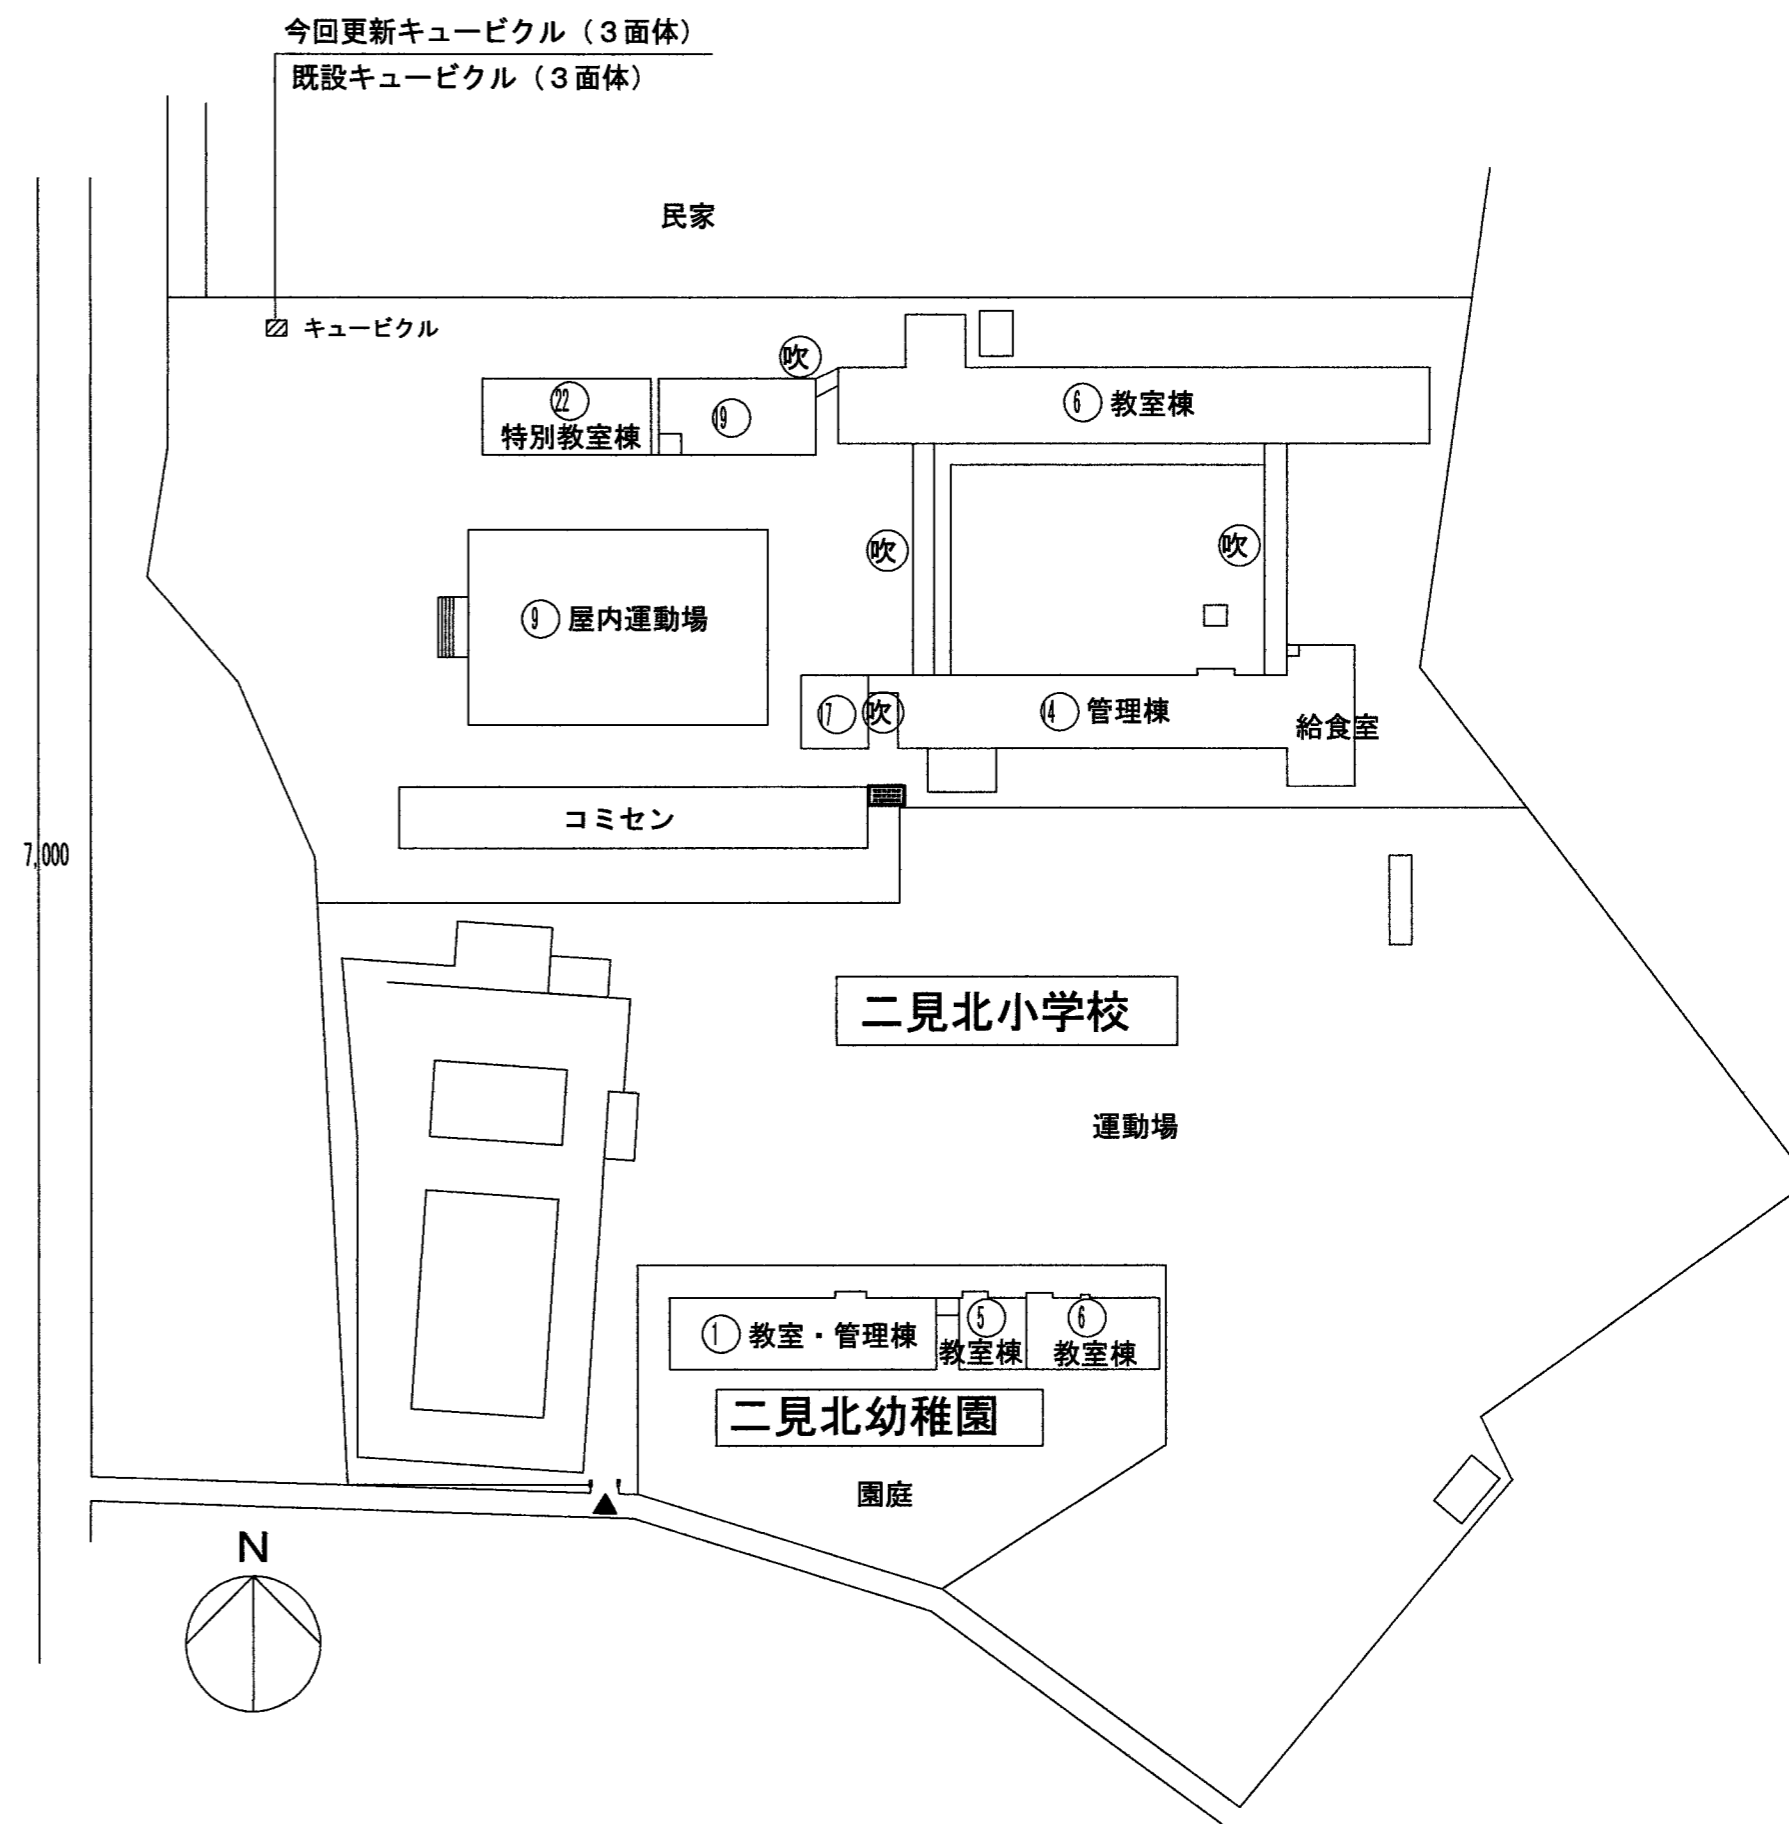 今回更新キュービクル（３面体）
既設キュービクル（３面体）
民家
キュービクル
吹
22
特別教室棟
19
6 教室棟
吹
吹
9 屋内運動場
17
吹
14 管理棟
給食室
コミセン
7,000
二見北小学校
運動場
1 教室・管理棟
5
教室棟
6
教室棟
二見北幼稚園
園庭
N